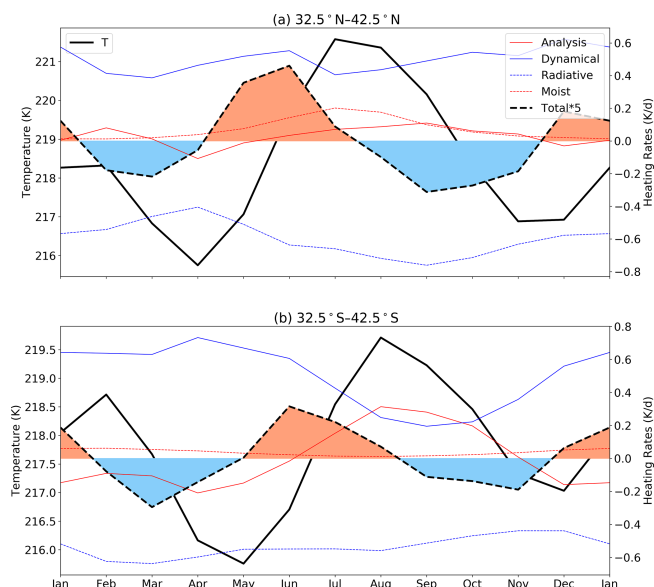 (a) 32.5°N–42.5°N
T
Analysis
Dynamical
Radiative
Moist
Total*5
Temperature (K)
221
220
219
218
217
216
Heating Rates (K/d)
0.6
0.4
0.2
0.0
−0.2
−0.4
−0.6
−0.8
(b) 32.5°S–42.5°S
Temperature (K)
219.5
219.0
218.5
218.0
217.5
217.0
216.5
216.0
Heating Rates (K/d)
0.8
0.6
0.4
0.2
0.0
−0.2
−0.4
−0.6
Jan Feb Mar Apr May Jun Jul Aug Sep Oct Nov Dec Jan